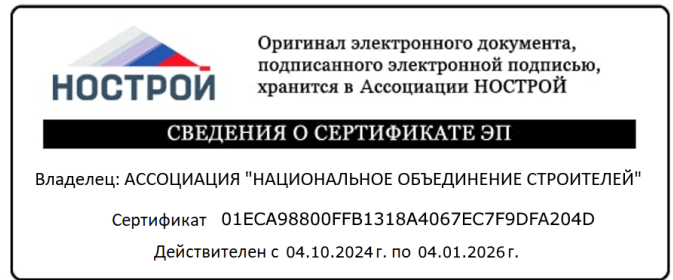 НОСТРОЙ
Оригинал электронного документа,
подписанного электронной подписью,
хранится в Ассоциации НОСТРОЙ
СВЕДЕНИЯ О СЕРТИФИКАТЕ ЭП
Владелец: АССОЦИАЦИЯ "НАЦИОНАЛЬНОЕ ОБЪЕДИНЕНИЕ СТРОИТЕЛЕЙ"
Сертификат 01ECA98800FFB1318A4067EC7F9DFA204D
Действителен с 04.10.2024 г. по 04.01.2026 г.